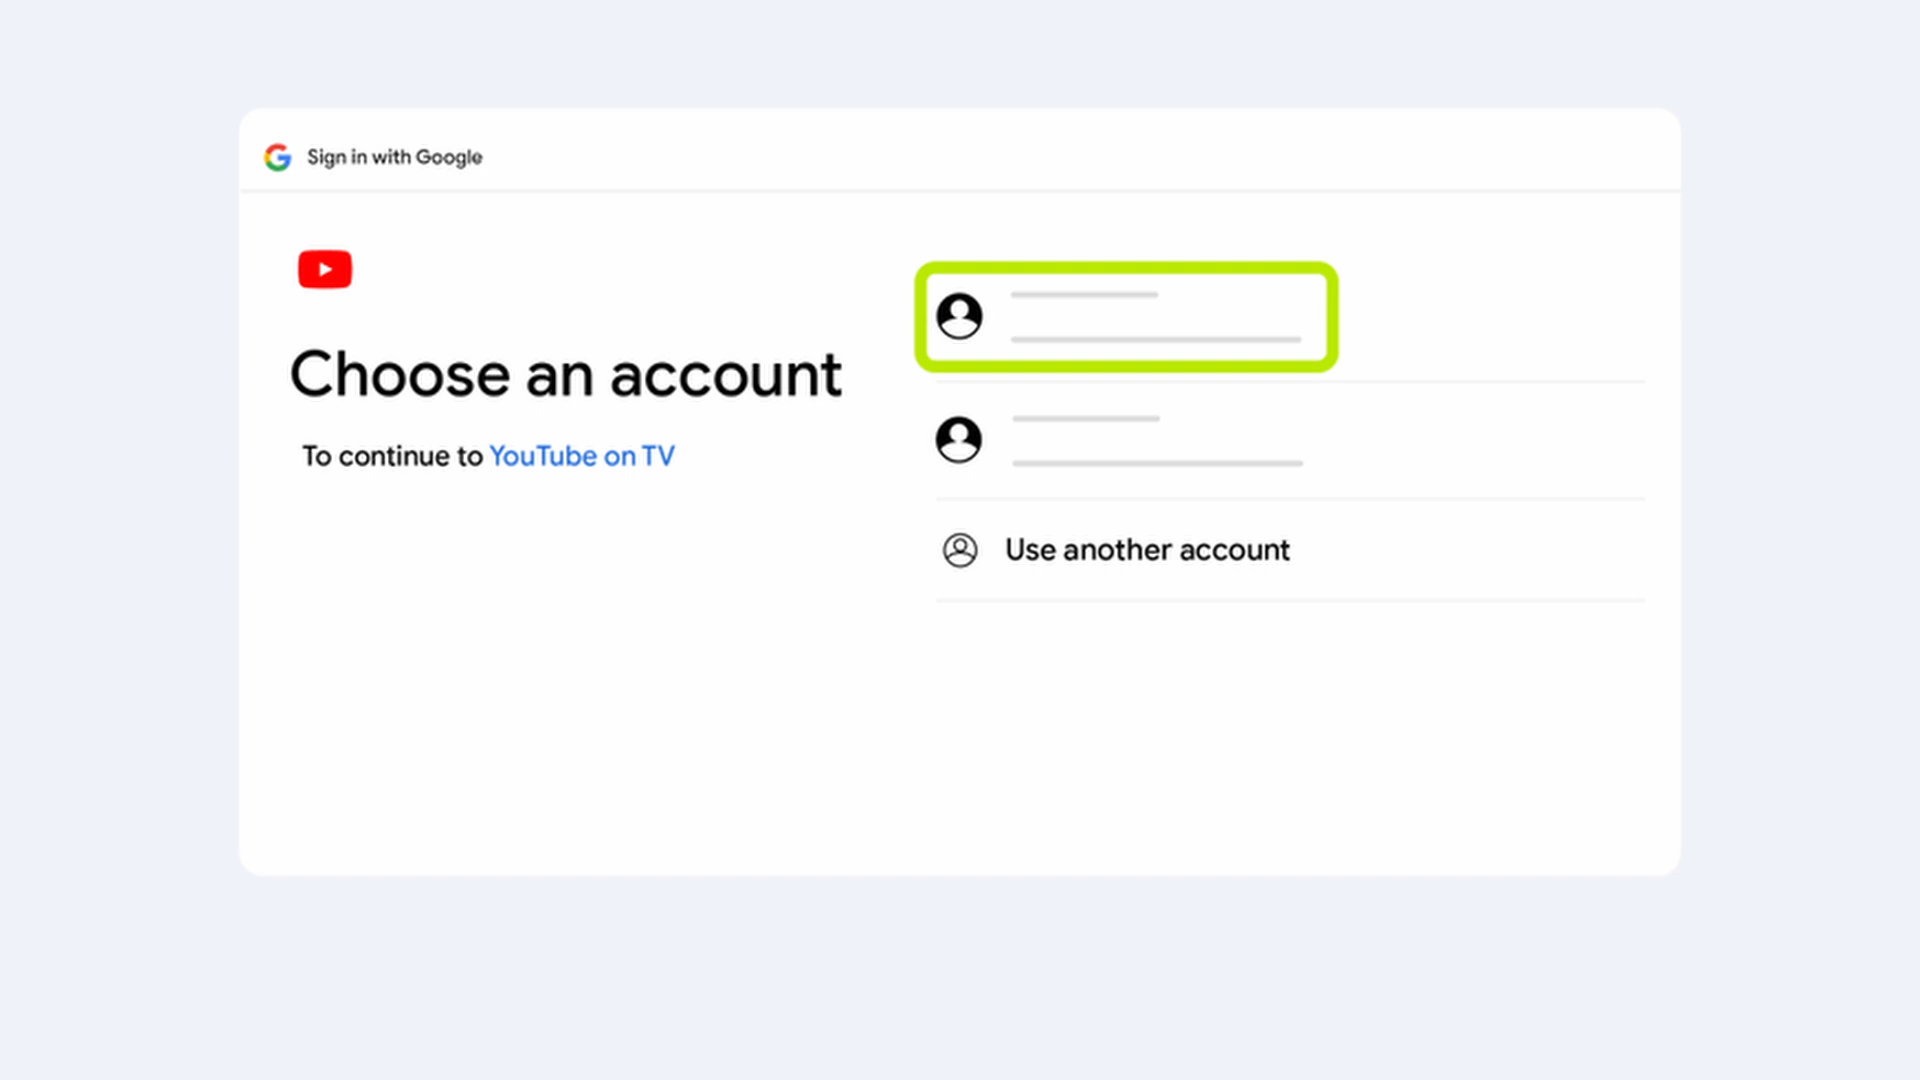 Sign in with Google
Choose an account
To continue to YouTube on TV
Use another account